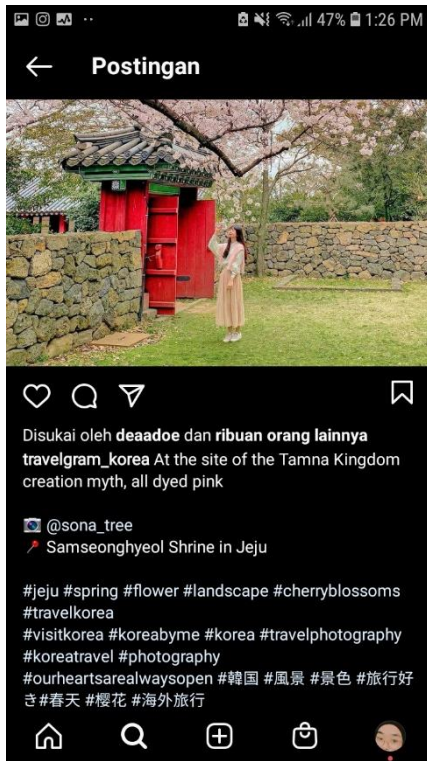 47% 1:26 PM
Postingan
Disukai oleh deaadoe dan ribuan orang lainnya
travelgram_korea At the site of the Tamna Kingdom
creation myth, all dyed pink
@sona_tree
Samseonghyeol Shrine in Jeju
#jeju #spring #flower #landscape #cherryblossoms
#travelkorea
#visitkorea #koreabyme #korea #travelphotography
#koreatravel #photography
#ourheartsarealwaysopen #韓国 #風景 #景色 #旅行好
き#春天 #櫻花 #海外旅行